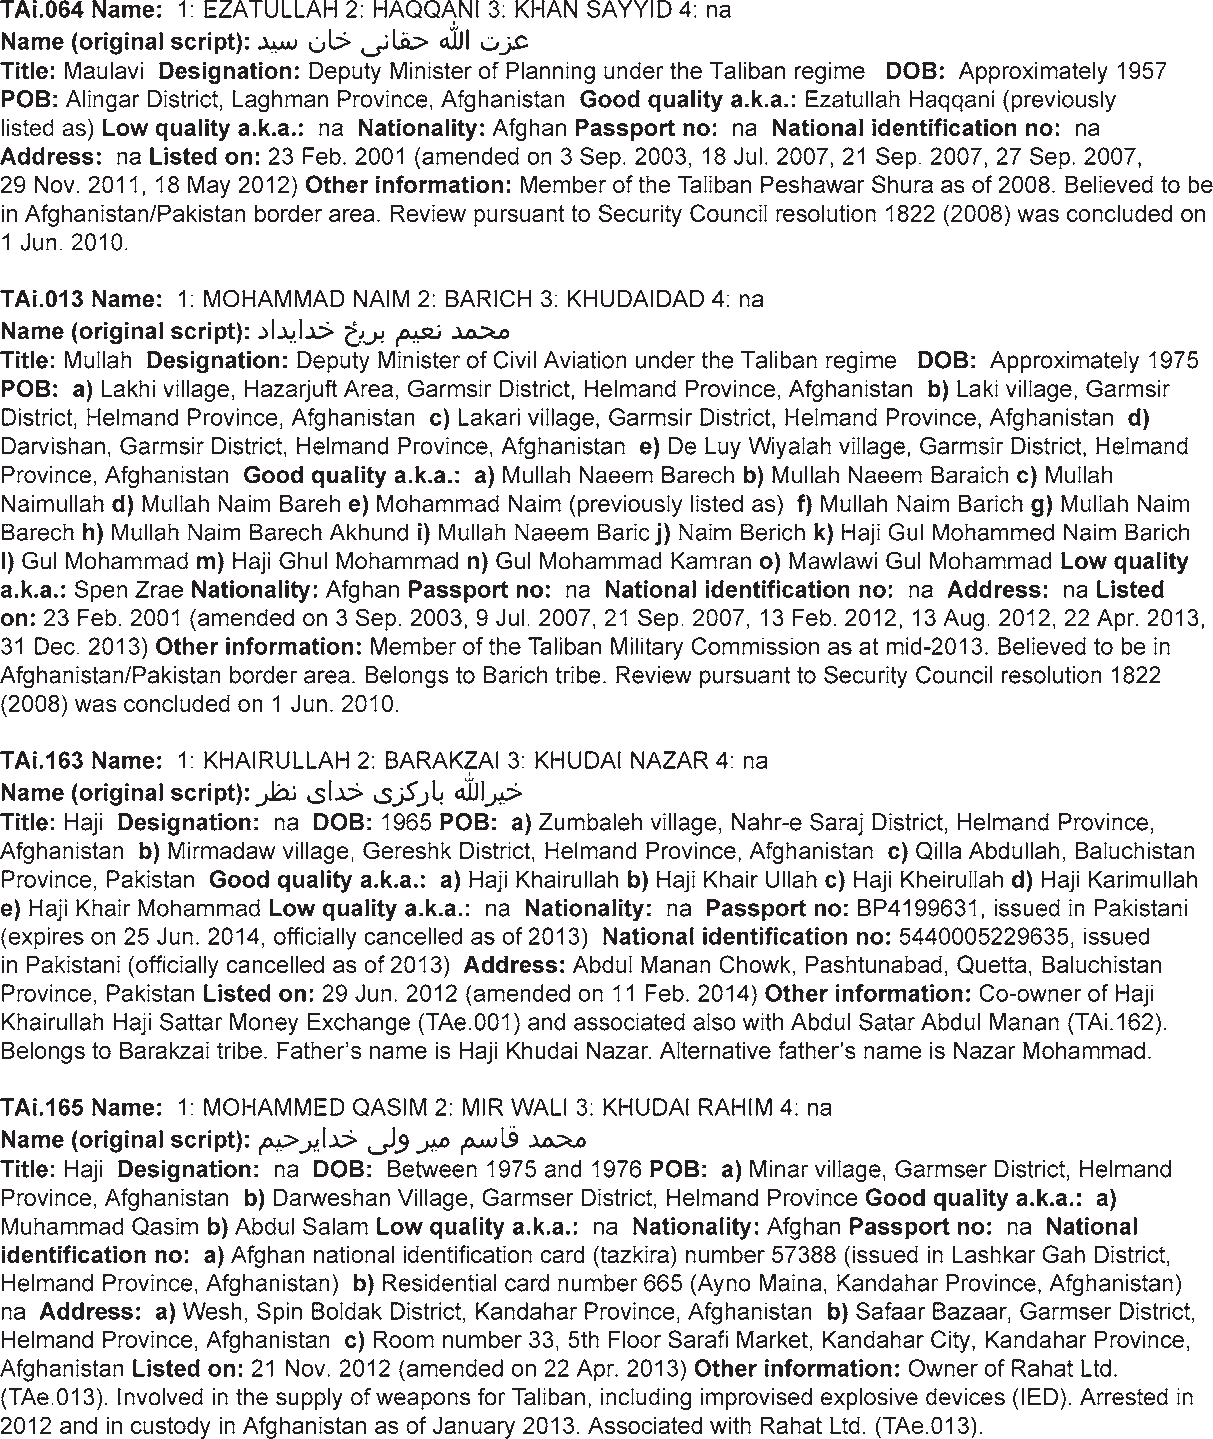 TAi.064 Name: 1: EZATULLAH 2: HAQQANI 3: KHAN SAYYID 4: na
Name (original script): عزت الله حقانی خان سید
Title: Maulavi Designation: Deputy Minister of Planning under the Taliban regime DOB: Approximately 1957
POB: Alingar District, Laghman Province, Afghanistan Good quality a.k.a.: Ezatullah Haqqani (previously
listed as) Low quality a.k.a.: na Nationality: Afghan Passport no: na National identification no: na
Address: na Listed on: 23 Feb. 2001 (amended on 3 Sep. 2003, 18 Jul. 2007, 21 Sep. 2007, 27 Sep. 2007,
29 Nov. 2011, 18 May 2012) Other information: Member of the Taliban Peshawar Shura as of 2008. Believed to be
in Afghanistan/Pakistan border area. Review pursuant to Security Council resolution 1822 (2008) was concluded on
1 Jun. 2010.
TAi.013 Name: 1: MOHAMMAD NAIM 2: BARICH 3: KHUDAIDAD 4: na
Name (original script): محمد نعیم بریځ خدایداد
Title: Mullah Designation: Deputy Minister of Civil Aviation under the Taliban regime DOB: Approximately 1975
POB: a) Lakhi village, Hazarjuft Area, Garmsir District, Helmand Province, Afghanistan b) Laki village, Garmsir
District, Helmand Province, Afghanistan c) Lakari village, Garmsir District, Helmand Province, Afghanistan d)
Darvishan, Garmsir District, Helmand Province, Afghanistan e) De Luy Wiyalah village, Garmsir District, Helmand
Province, Afghanistan Good quality a.k.a.: a) Mullah Naeem Barech b) Mullah Naeem Baraich c) Mullah
Naimullah d) Mullah Naim Bareh e) Mohammad Naim (previously listed as) f) Mullah Naim Barich g) Mullah Naim
Barech h) Mullah Naim Barech Akhund i) Mullah Naeem Baric j) Naim Berich k) Haji Gul Mohammed Naim Barich
l) Gul Mohammad m) Haji Ghul Mohammad n) Gul Mohammad Kamran o) Mawlawi Gul Mohammad Low quality
a.k.a.: Spen Zrae Nationality: Afghan Passport no: na National identification no: na Address: na Listed
on: 23 Feb. 2001 (amended on 3 Sep. 2003, 9 Jul. 2007, 21 Sep. 2007, 13 Feb. 2012, 13 Aug. 2012, 22 Apr. 2013,
31 Dec. 2013) Other information: Member of the Taliban Military Commission as at mid-2013. Believed to be in
Afghanistan/Pakistan border area. Belongs to Barich tribe. Review pursuant to Security Council resolution 1822
(2008) was concluded on 1 Jun. 2010.
TAi.163 Name: 1: KHAIRULLAH 2: BARAKZAI 3: KHUDAI NAZAR 4: na
Name (original script): خیرالله بارکزی خدای نظر
Title: Haji Designation: na DOB: 1965 POB: a) Zumbaleh village, Nahr-e Saraj District, Helmand Province,
Afghanistan b) Mirmadaw village, Gereshk District, Helmand Province, Afghanistan c) Qilla Abdullah, Baluchistan
Province, Pakistan Good quality a.k.a.: a) Haji Khairullah b) Haji Khair Ullah c) Haji Kheirullah d) Haji Karimullah
e) Haji Khair Mohammad Low quality a.k.a.: na Nationality: na Passport no: BP4199631, issued in Pakistani
(expires on 25 Jun. 2014, officially cancelled as of 2013) National identification no: 5440005229635, issued
in Pakistani (officially cancelled as of 2013) Address: Abdul Manan Chowk, Pashtunabad, Quetta, Baluchistan
Province, Pakistan Listed on: 29 Jun. 2012 (amended on 11 Feb. 2014) Other information: Co-owner of Haji
Khairullah Haji Sattar Money Exchange (TAe.001) and associated also with Abdul Satar Abdul Manan (TAi.162).
Belongs to Barakzai tribe. Father's name is Haji Khudai Nazar. Alternative father's name is Nazar Mohammad.
TAi.165 Name: 1: MOHAMMED QASIM 2: MIR WALI 3: KHUDAI RAHIM 4: na
Name (original script): محمد قاسم میر ولی خدایرحیم
Title: Haji Designation: na DOB: Between 1975 and 1976 POB: a) Minar village, Garmser District, Helmand
Province, Afghanistan b) Darweshan Village, Garmser District, Helmand Province Good quality a.k.a.: a)
Muhammad Qasim b) Abdul Salam Low quality a.k.a.: na Nationality: Afghan Passport no: na National
identification no: a) Afghan national identification card (tazkira) number 57388 (issued in Lashkar Gah District,
Helmand Province, Afghanistan) b) Residential card number 665 (Ayno Maina, Kandahar Province, Afghanistan)
na Address: a) Wesh, Spin Boldak District, Kandahar Province, Afghanistan b) Safaar Bazaar, Garmser District,
Helmand Province, Afghanistan c) Room number 33, 5th Floor Sarafi Market, Kandahar City, Kandahar Province,
Afghanistan Listed on: 21 Nov. 2012 (amended on 22 Apr. 2013) Other information: Owner of Rahat Ltd.
(TAe.013). Involved in the supply of weapons for Taliban, including improvised explosive devices (IED). Arrested in
2012 and in custody in Afghanistan as of January 2013. Associated with Rahat Ltd. (TAe.013).